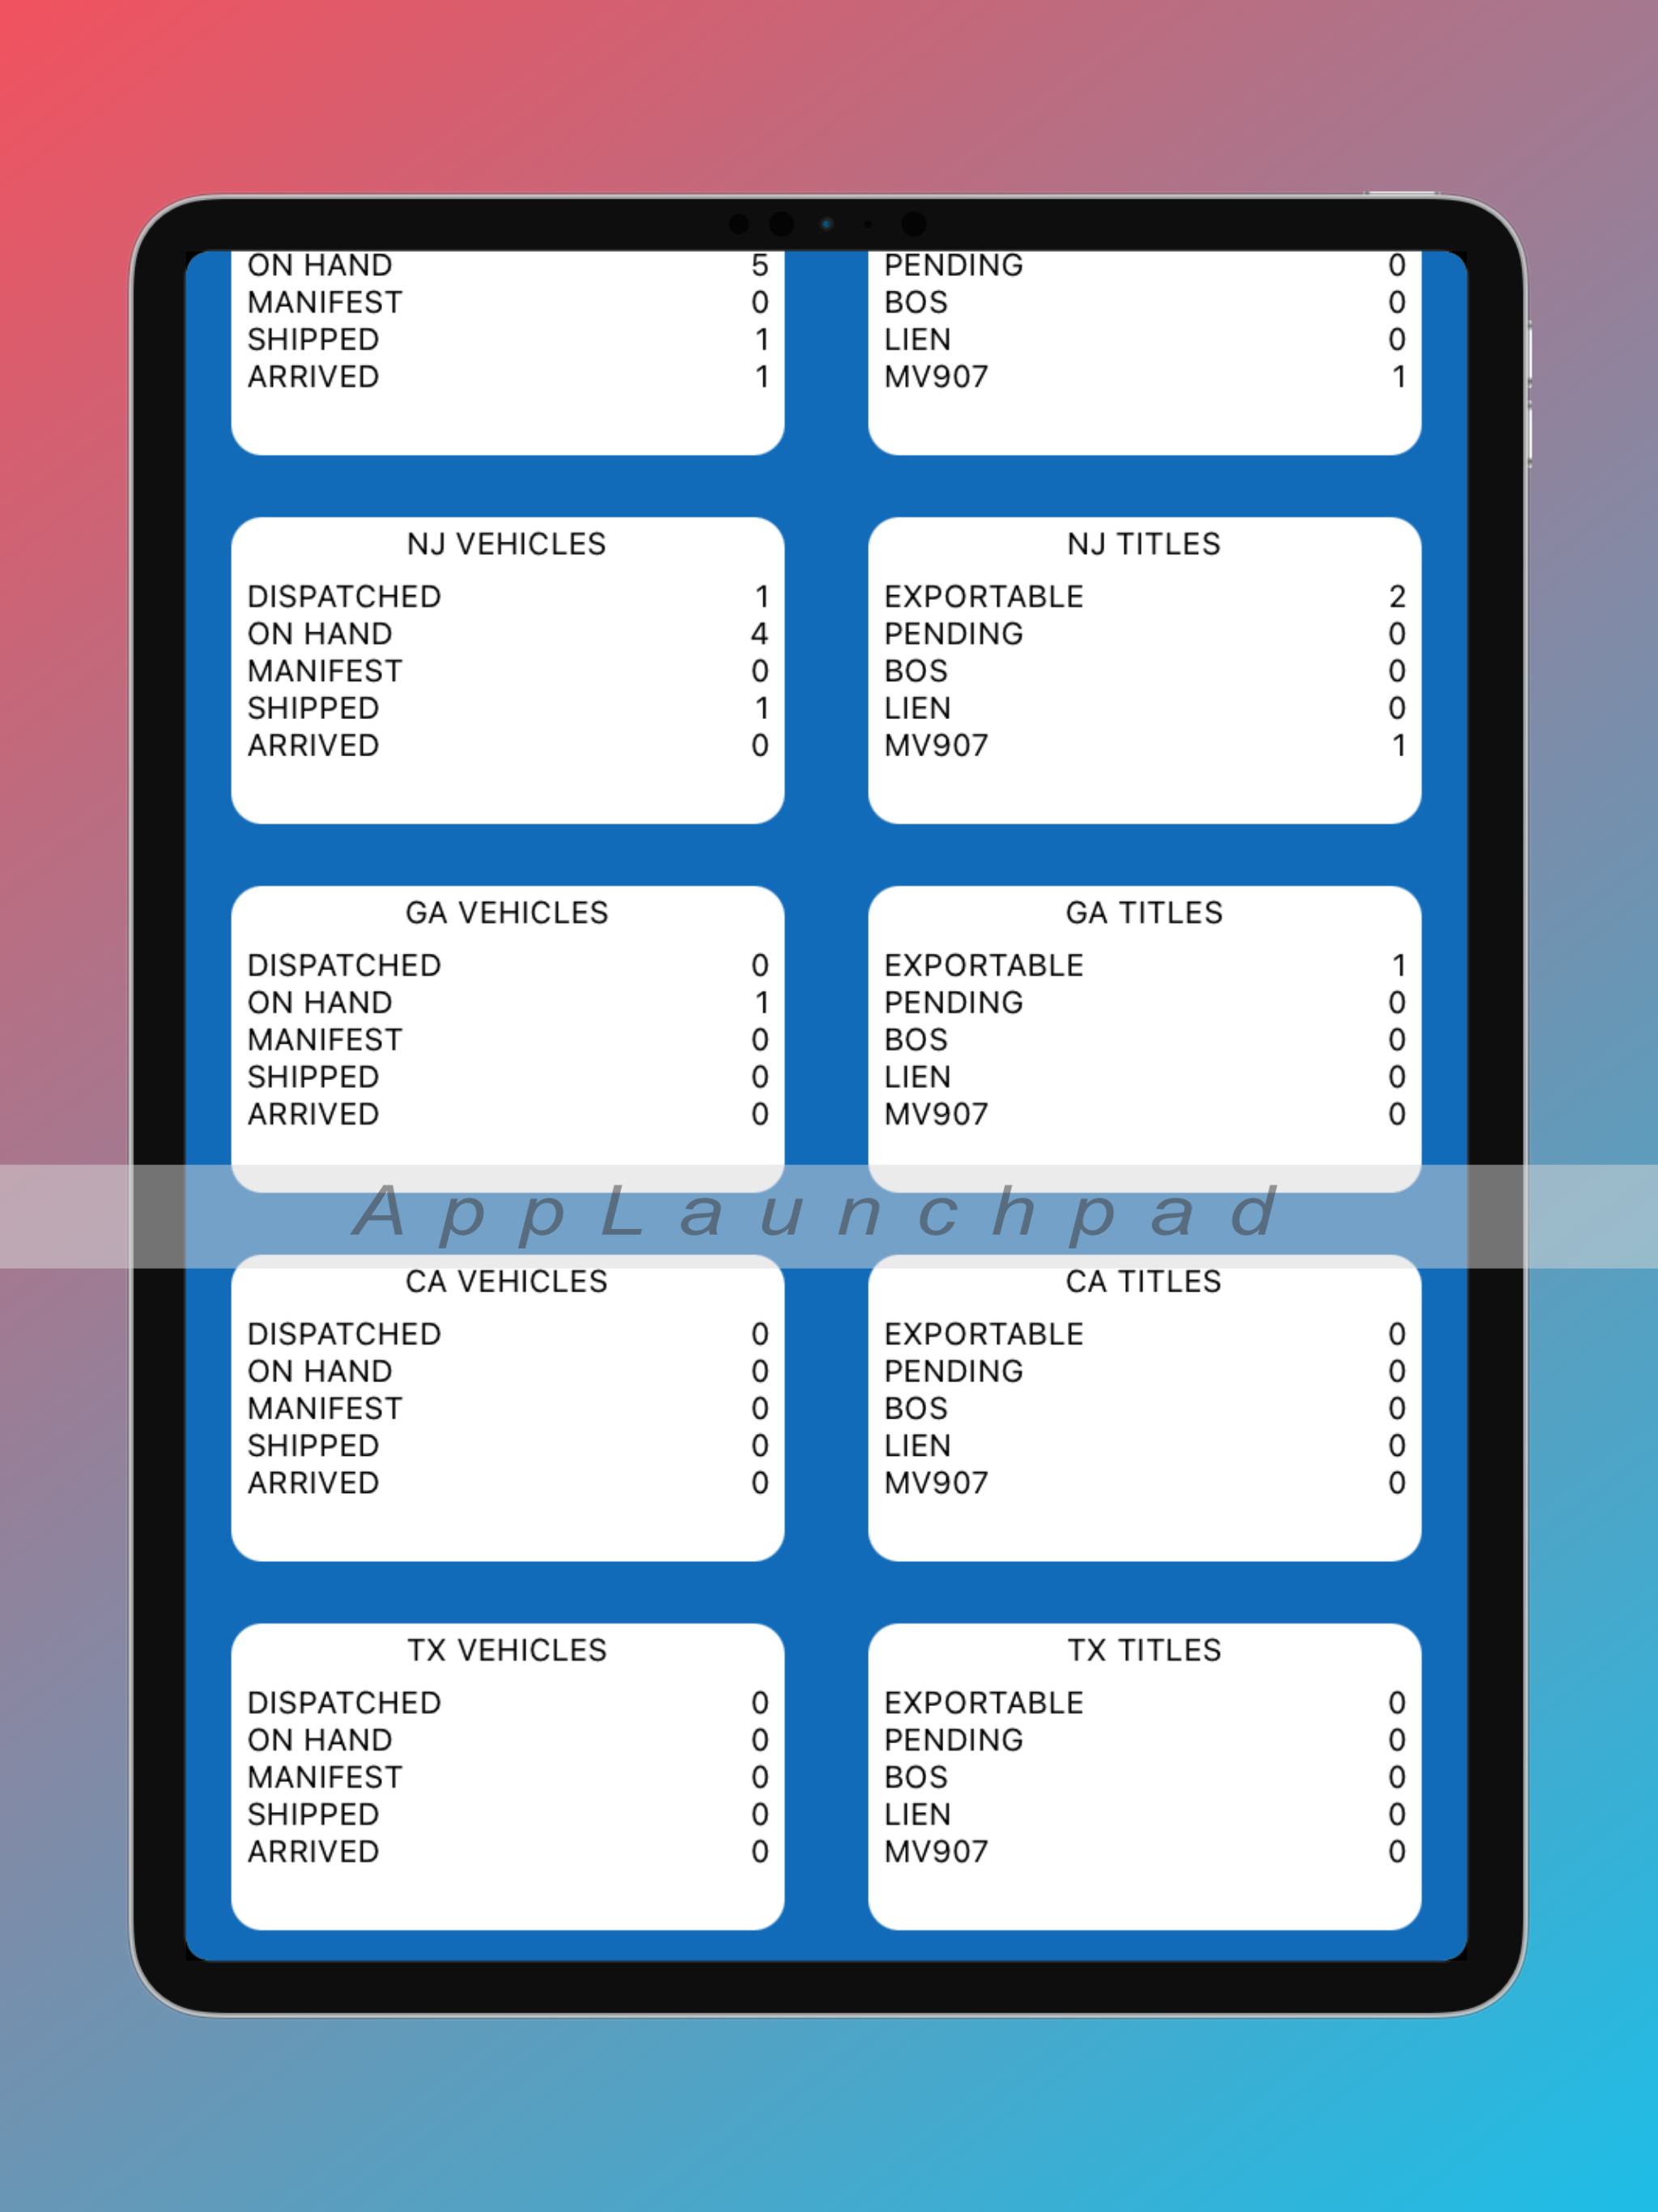 ON HAND 5
MANIFEST 0
SHIPPED 1
ARRIVED 1
PENDING 0
BOS 0
LIEN 0
MV907 1
NJ VEHICLES
DISPATCHED 1
ON HAND 4
MANIFEST 0
SHIPPED 1
ARRIVED 0
NJ TITLES
EXPORTABLE 2
PENDING 0
BOS 0
LIEN 0
MV907 1
GA VEHICLES
DISPATCHED 0
ON HAND 1
MANIFEST 0
SHIPPED 0
ARRIVED 0
GA TITLES
EXPORTABLE 1
PENDING 0
BOS 0
LIEN 0
MV907 0
AppLaunchpad
CA VEHICLES
DISPATCHED 0
ON HAND 0
MANIFEST 0
SHIPPED 0
ARRIVED 0
CA TITLES
EXPORTABLE 0
PENDING 0
BOS 0
LIEN 0
MV907 0
TX VEHICLES
DISPATCHED 0
ON HAND 0
MANIFEST 0
SHIPPED 0
ARRIVED 0
TX TITLES
EXPORTABLE 0
PENDING 0
BOS 0
LIEN 0
MV907 0